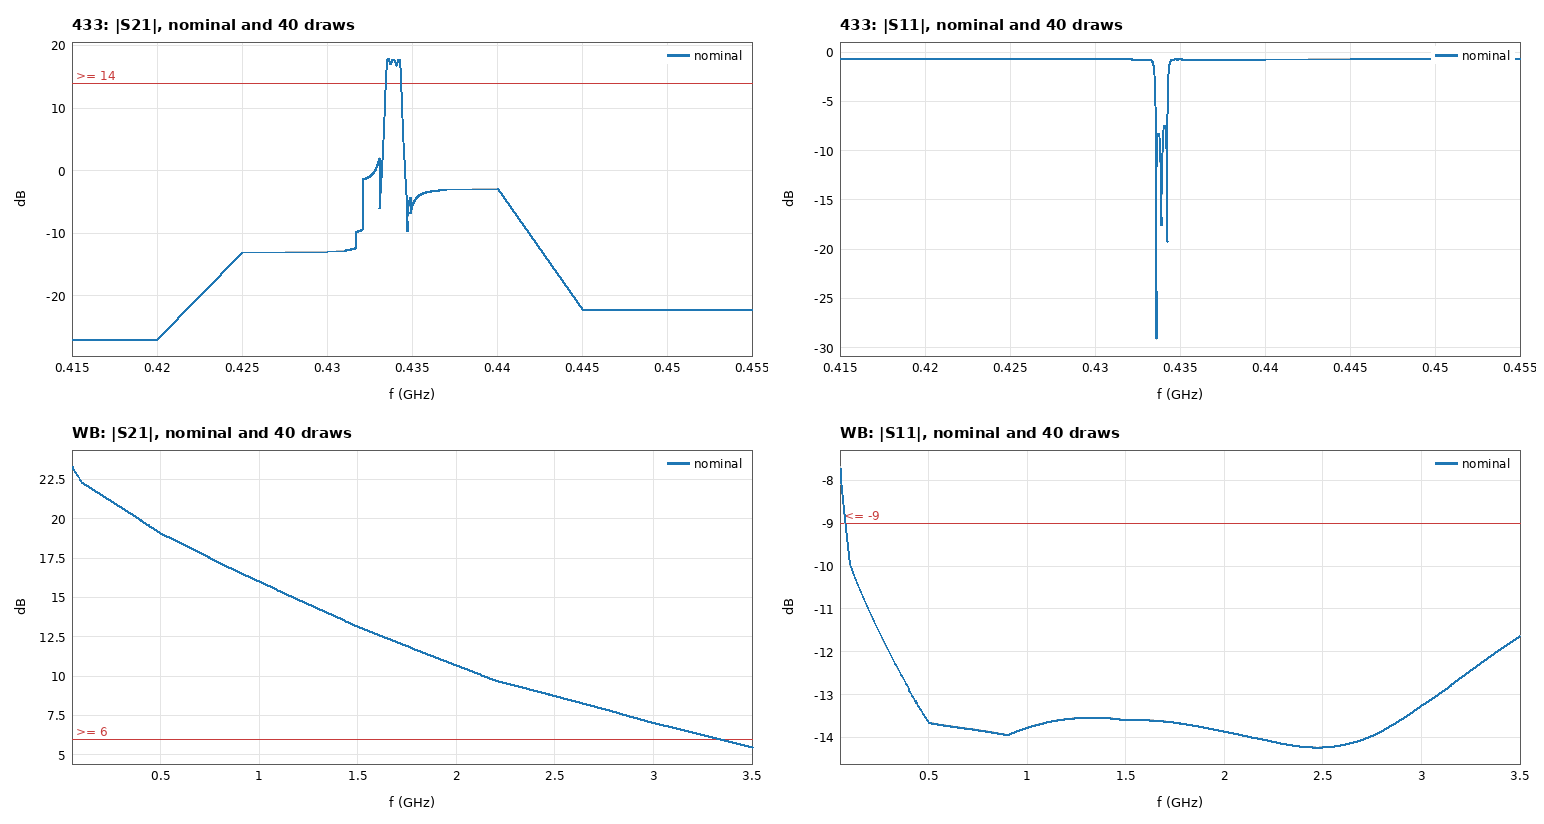 433: |S21|, nominal and 40 draws
nominal
>= 14
20
10
0
-10
-20
dB
0.415 0.42 0.425 0.43 0.435 0.44 0.445 0.45 0.455
f (GHz)
433: |S11|, nominal and 40 draws
nominal
0
-5
-10
-15
-20
-25
-30
dB
0.415 0.42 0.425 0.43 0.435 0.44 0.445 0.45 0.455
f (GHz)
WB: |S21|, nominal and 40 draws
nominal
22.5
20
17.5
15
12.5
10
7.5
>= 6
5
dB
0.5 1 1.5 2 2.5 3 3.5
f (GHz)
WB: |S11|, nominal and 40 draws
nominal
-8
<= -9
-9
-10
-11
-12
-13
-14
dB
0.5 1 1.5 2 2.5 3 3.5
f (GHz)